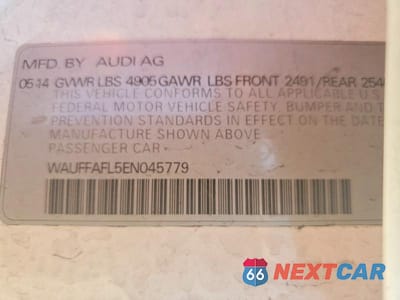 MFD. BY AUDI AG
05-14 GVWR LBS 4905 GAWR LBS FRONT 2491/REAR 254
THIS VEHICLE CONFORMS TO ALL APPLICABLE U.S
FEDERAL MOTOR VEHICLE SAFETY, BUMPER, AND
THEFT PREVENTION STANDARDS IN EFFECT ON THE
MANUFACTURE SHOWN ABOVE.
PASSENGER CAR
WAUFFAFL5EN045779
66 NEXTCAR